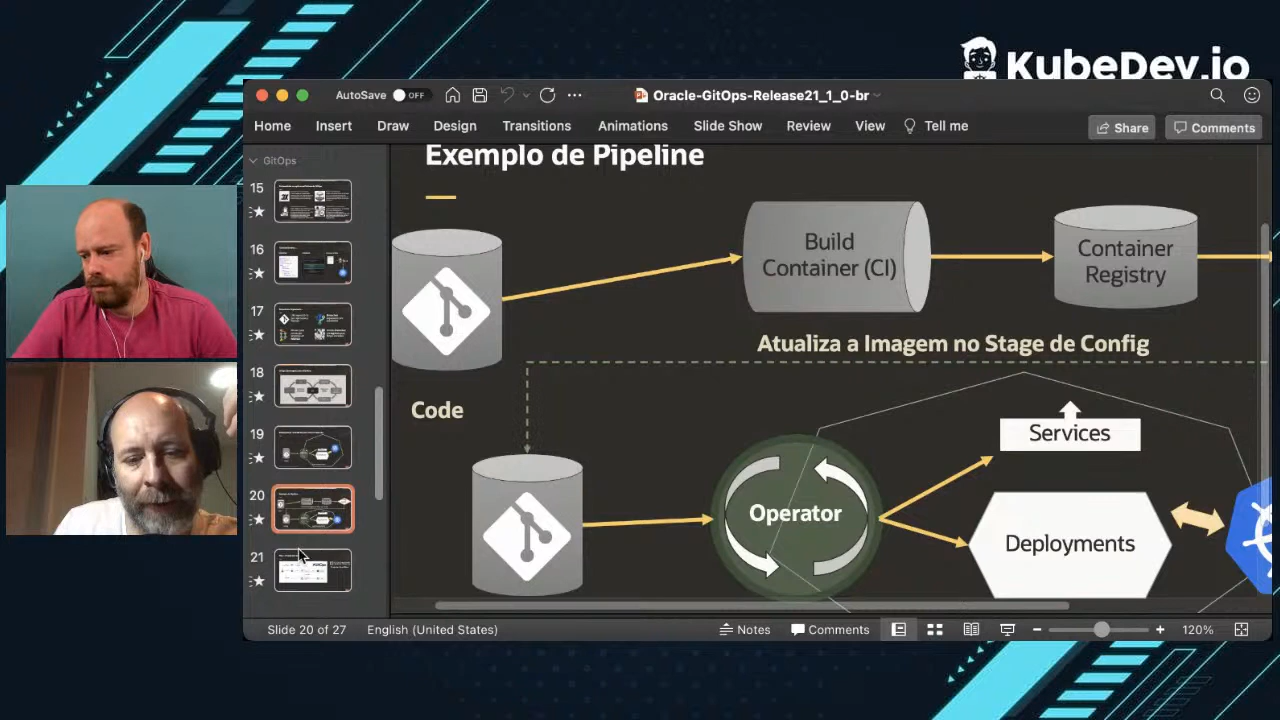 KubeDev.io
AutoSave OFF
Oracle-GitOps-Release21_1_0-br
Home Insert Draw Design Transitions Animations Slide Show Review View Tell me Share Comments
GitOps
15
16
17
18
19
20
21
Exemplo de Pipeline
Build
Container (CI)
Container
Registry
Atualiza a Imagem no Stage de Config
Code
Services
Operator
Deployments
Slide 20 of 27 English (United States) Notes Comments 120%